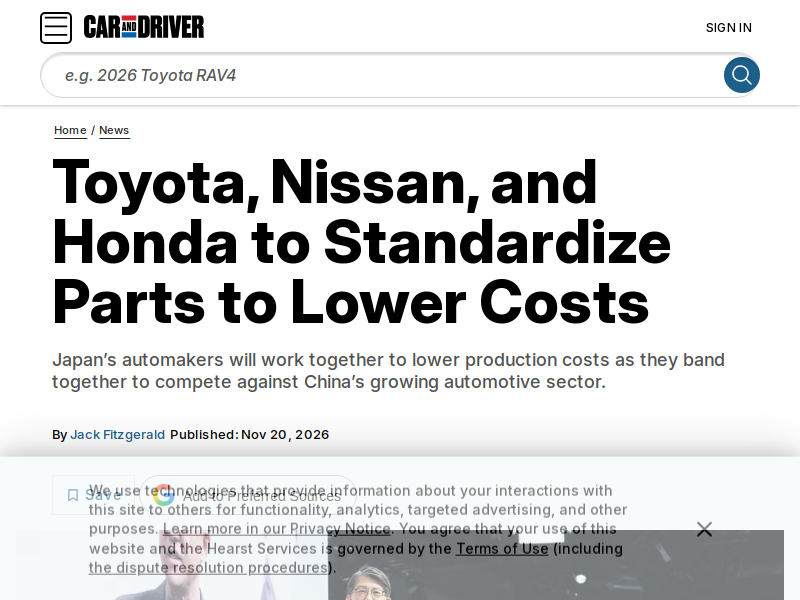 CAR AND DRIVER
SIGN IN
e.g. 2026 Toyota RAV4
Home / News
Toyota, Nissan, and
Honda to Standardize
Parts to Lower Costs
Japan’s automakers will work together to lower production costs as they band
together to compete against China’s growing automotive sector.
By Jack Fitzgerald Published: Nov 20, 2026
Save
Add to Preferred Sources
We use technologies that provide information about your interactions with
this site to others for functionality, analytics, targeted advertising, and other
purposes. Learn more in our Privacy Notice. You agree that your use of this
website and the Hearst Services is governed by the Terms of Use (including
the dispute resolution procedures).